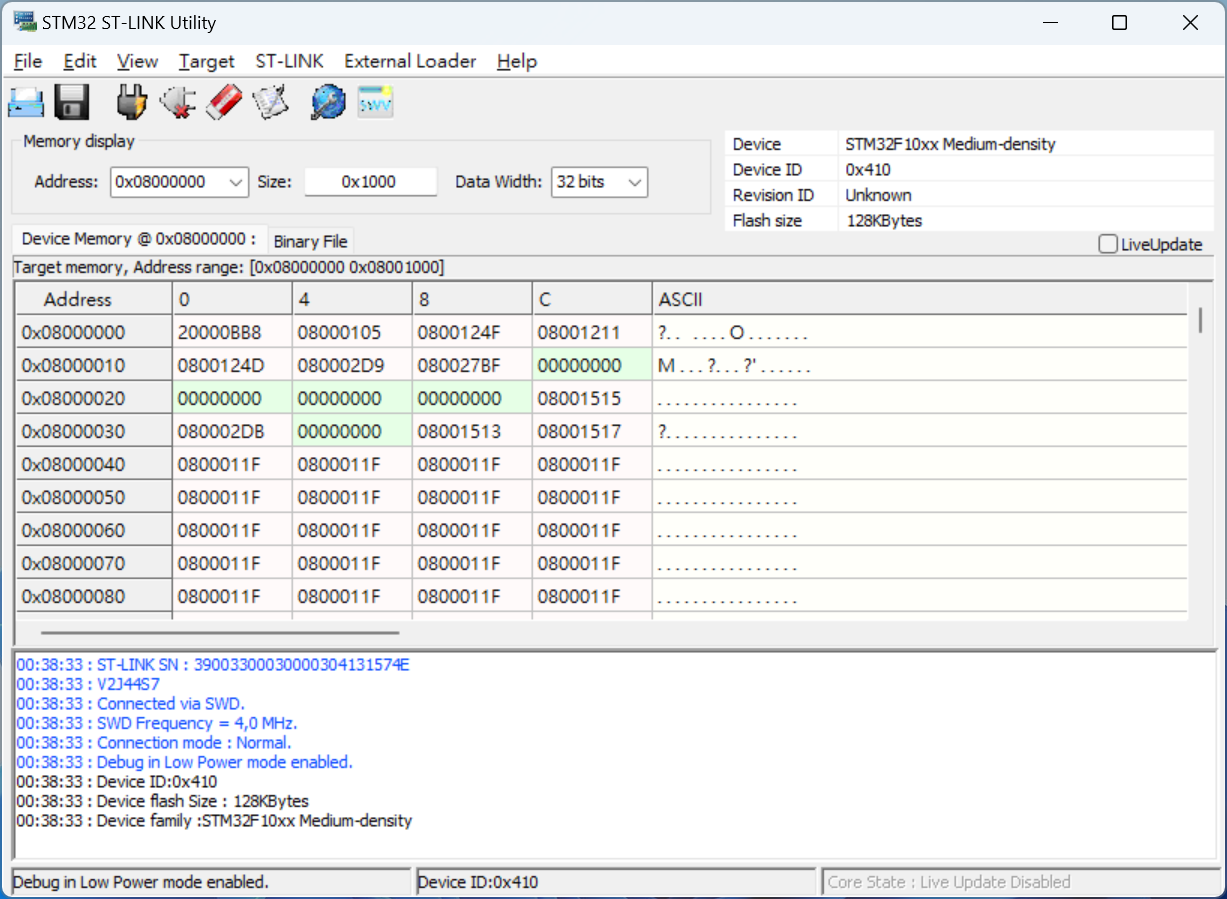 STM32 ST-LINK Utility
File Edit View Target ST-LINK External Loader Help
SWV
Memory display
Address: 0x08000000 Size: 0x1000 Data Width: 32 bits
Device STM32F10xx Medium-density
Device ID 0x410
Revision ID Unknown
Flash size 128KBytes
Device Memory @ 0x08000000 : Binary File
LiveUpdate
Target memory, Address range: [0x08000000 0x08001000]
Address 0 4 8 C ASCII
0x08000000 20000BB8 08000105 0800124F 08001211 ?.. .....O.......
0x08000010 0800124D 080002D9 080027BF 00000000 M...?...?'......
0x08000020 00000000 00000000 00000000 08001515 ................
0x08000030 080002DB 00000000 08001513 08001517 ?...............
0x08000040 0800011F 0800011F 0800011F 0800011F ................
0x08000050 0800011F 0800011F 0800011F 0800011F ................
0x08000060 0800011F 0800011F 0800011F 0800011F ................
0x08000070 0800011F 0800011F 0800011F 0800011F ................
0x08000080 0800011F 0800011F 0800011F 0800011F ................
00:38:33 : ST-LINK SN : 39003300030000304131574E
00:38:33 : V2J44S7
00:38:33 : Connected via SWD.
00:38:33 : SWD Frequency = 4,0 MHz.
00:38:33 : Connection mode : Normal.
00:38:33 : Debug in Low Power mode enabled.
00:38:33 : Device ID:0x410
00:38:33 : Device flash Size : 128KBytes
00:38:33 : Device family :STM32F10xx Medium-density
Debug in Low Power mode enabled. Device ID:0x410 Core State : Live Update Disabled